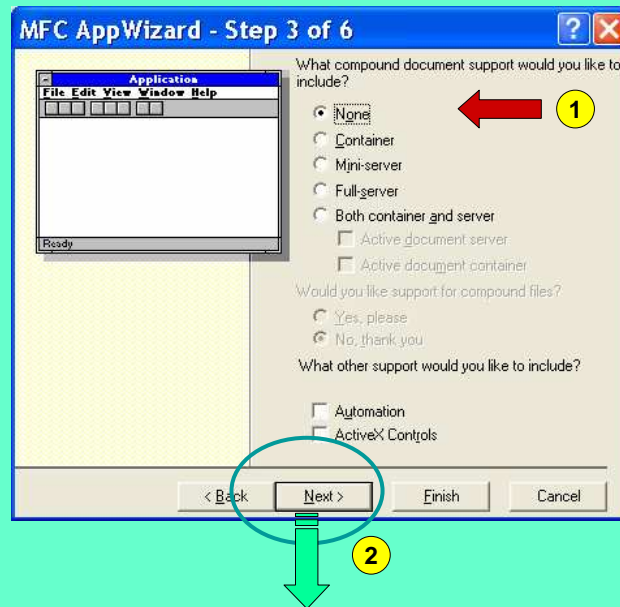 MFC AppWizard - Step 3 of 6
Application
File Edit View Window Help
Ready
What compound document support would you like to
include?
None
1
Container
Mini-server
Full-server
Both container and server
Active document server
Active document container
Would you like support for compound files?
Yes, please
No, thank you
What other support would you like to include?
Automation
ActiveX Controls
< Back Next > Finish Cancel
2